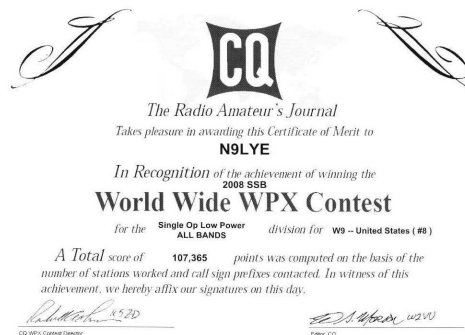 CQ
The Radio Amateur's Journal
Takes pleasure in awarding this Certificate of Merit to
N9LYE
In Recognition of the achievement of winning the
2008 SSB
World Wide WPX Contest
for the Single Op Low Power ALL BANDS division for W9 -- United States ( #8 )
A Total score of 107,365 points was computed on the basis of the
number of stations worked and call sign prefixes contacted. In witness of this
achievement, we hereby affix our signatures on this day.
K5ZD
W2VU
CQ WPX Contest Director
Editor, CQ